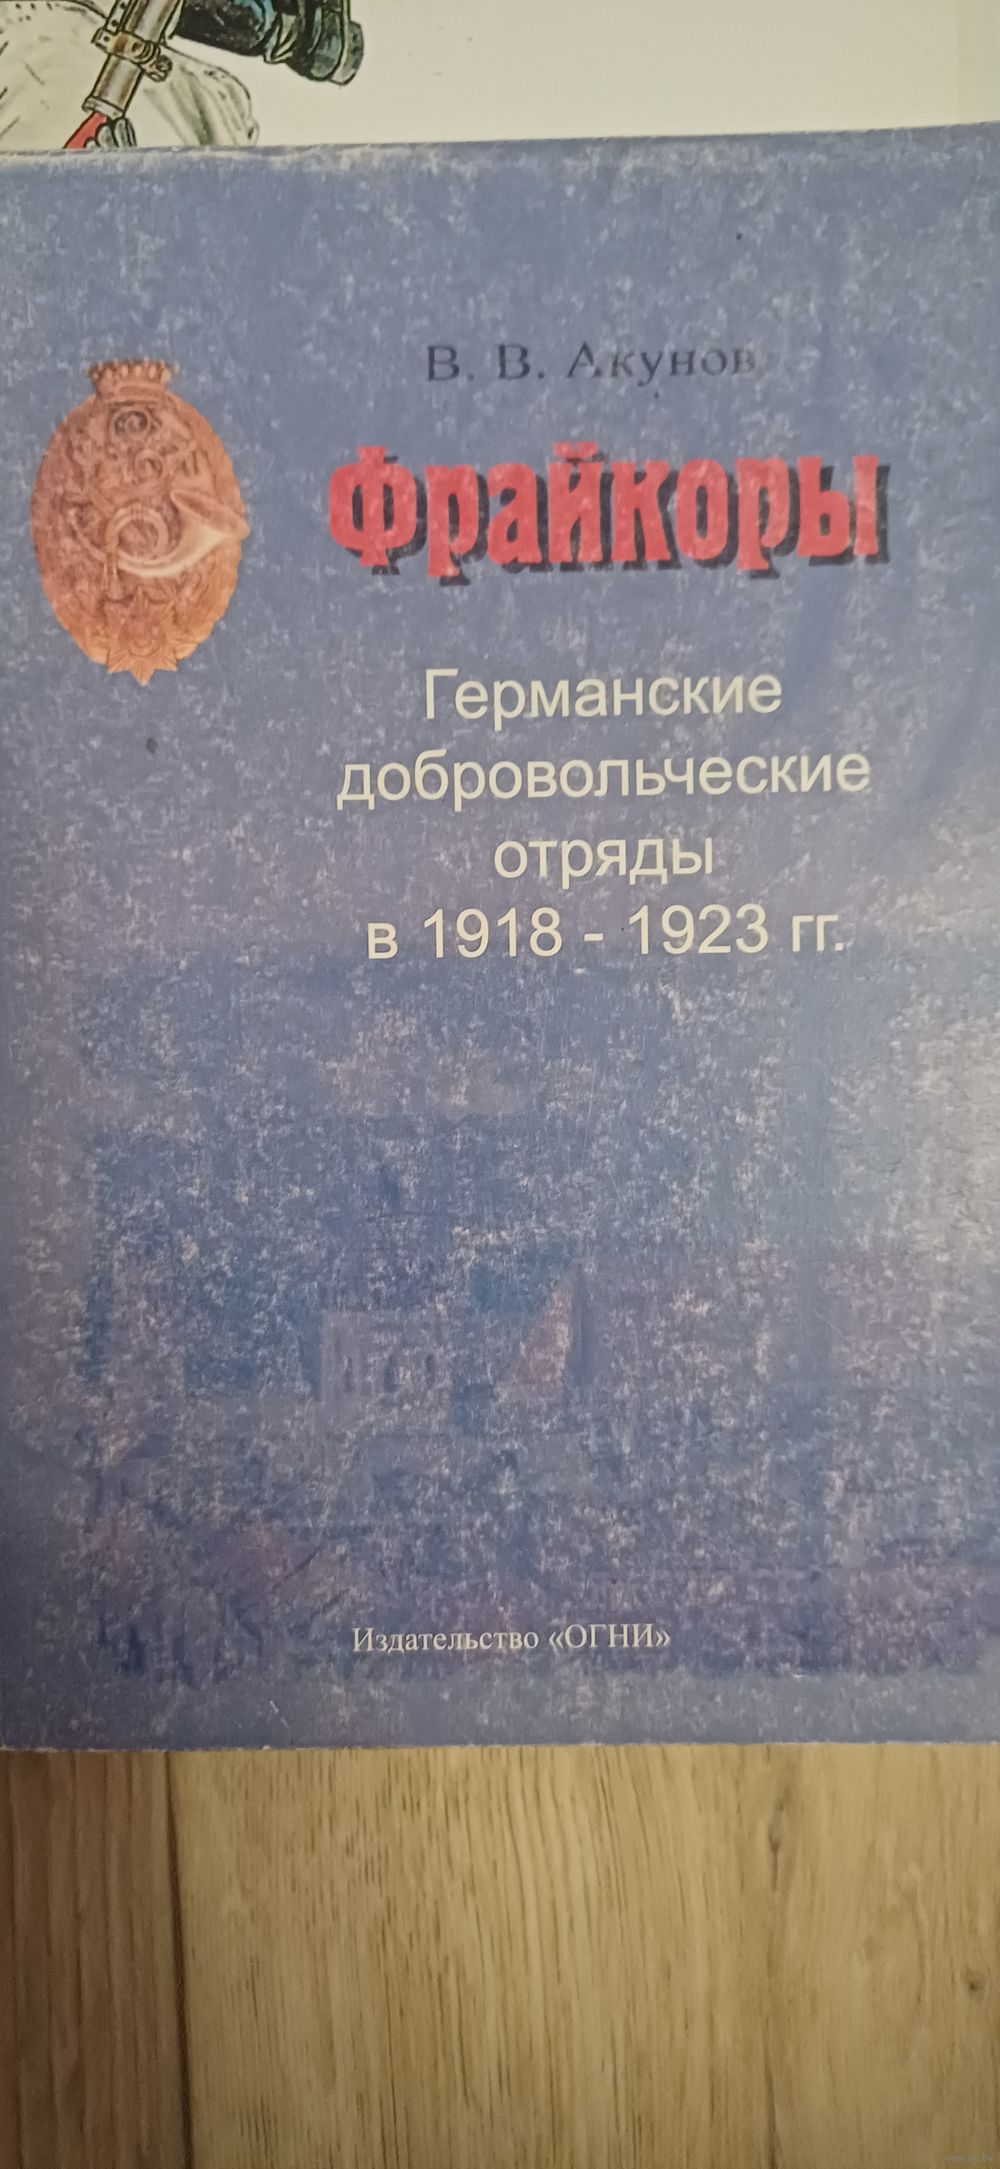 В. В. Акунов
Фрайкоры
Германские
добровольческие
отряды
в 1918 - 1923 гг.
Издательство «ОГНИ»